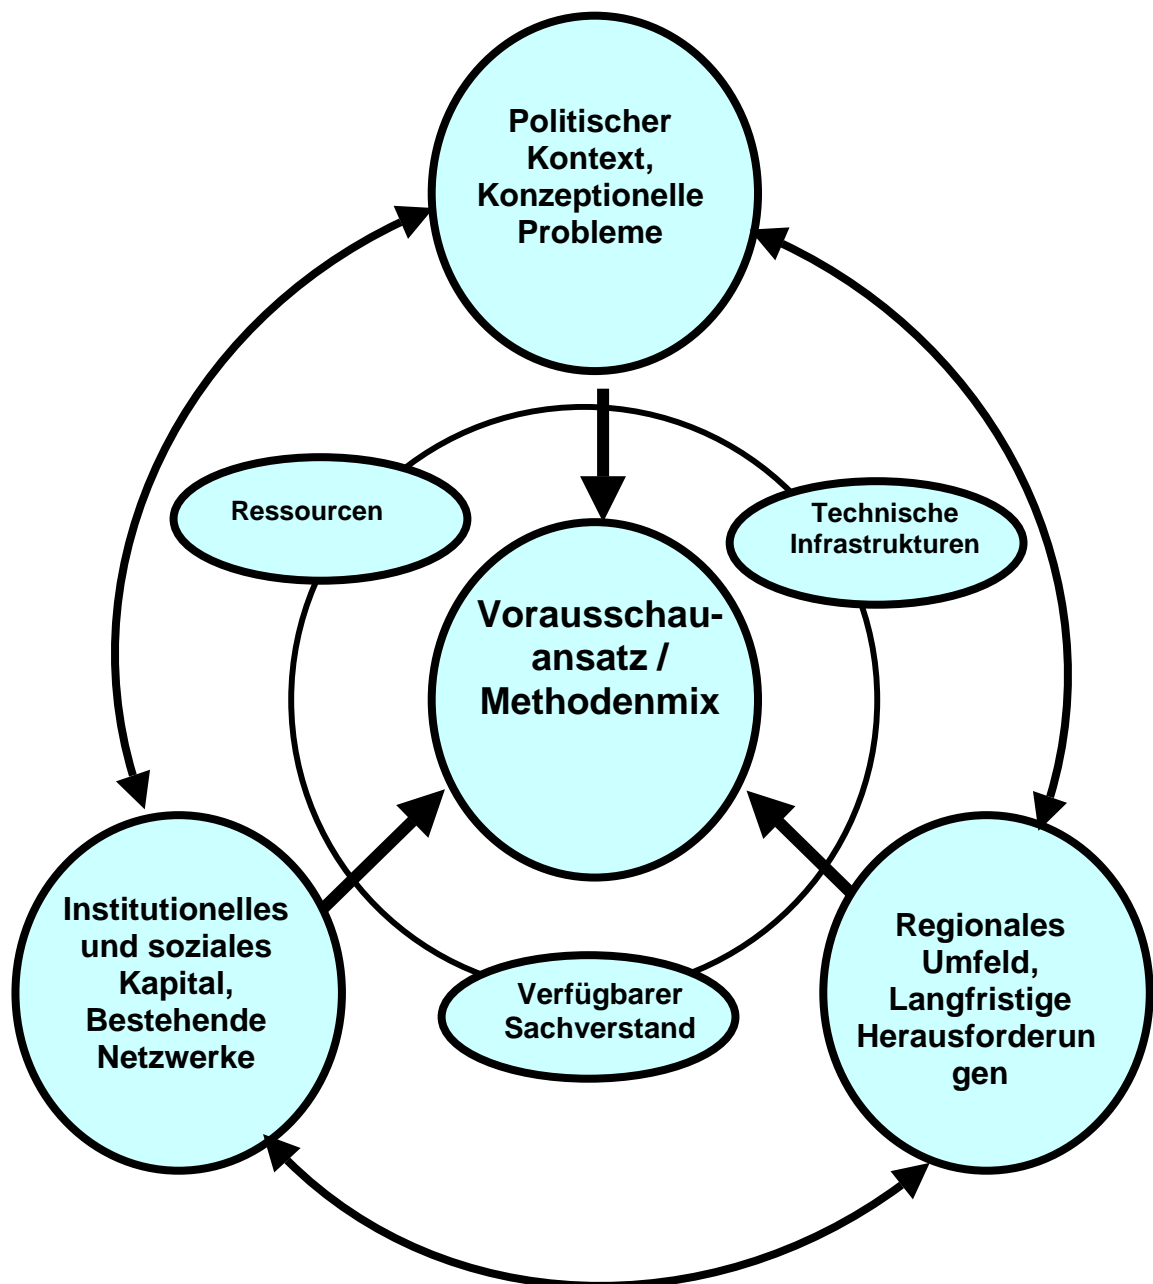 Politischer
Kontext,
Konzeptionelle
Probleme
Ressourcen
Technische
Infrastrukturen
Vorausschau-
ansatz /
Methodenmix
Institutionelles
und soziales
Kapital,
Bestehende
Netzwerke
Verfügbarer
Sachverstand
Regionales
Umfeld,
Langfristige
Herausforderun
gen